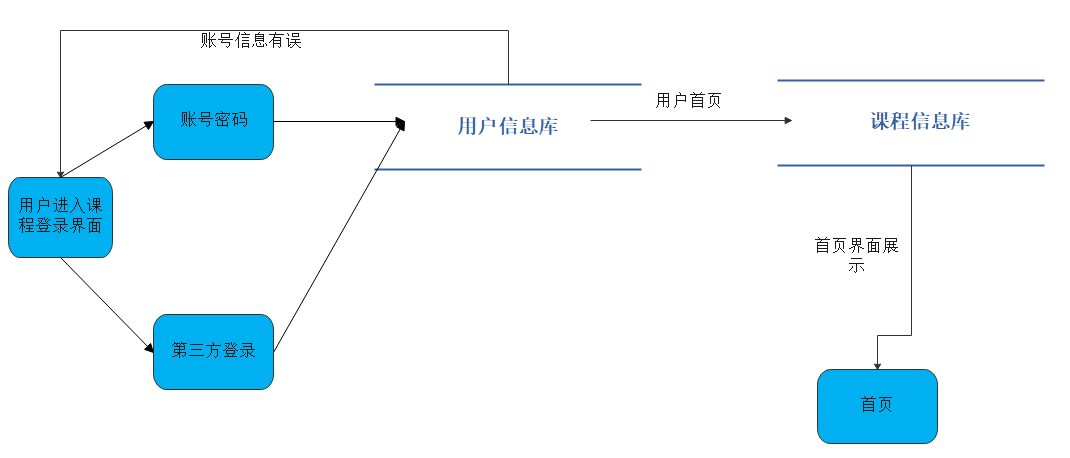 账号信息有误
账号密码
用户信息库
用户首页
课程信息库
用户进入课
程登录界面
首页界面展
示
第三方登录
首页